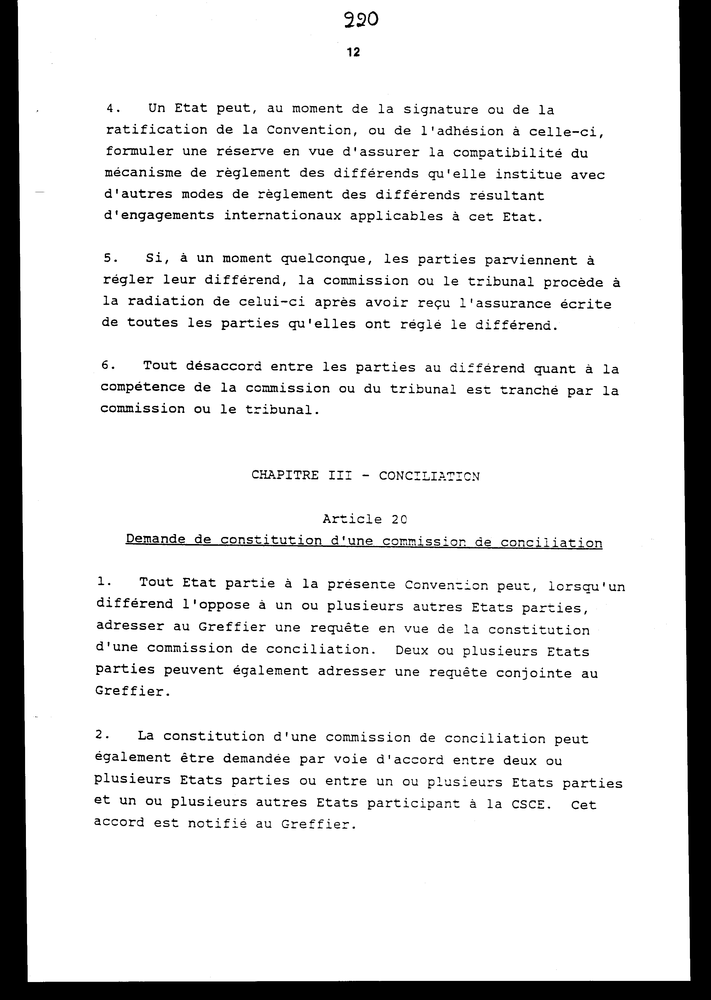 220
12
4. Un Etat peut, au moment de la signature ou de la
ratification de la Convention, ou de l'adhésion à celle-ci,
formuler une réserve en vue d'assurer la compatibilité du
mécanisme de règlement des différends qu'elle institue avec
d'autres modes de règlement des différends résultant
d'engagements internationaux applicables à cet Etat.
5. Si, à un moment quelconque, les parties parviennent à
régler leur différend, la commission ou le tribunal procède à
la radiation de celui-ci après avoir reçu l'assurance écrite
de toutes les parties qu'elles ont réglé le différend.
6. Tout désaccord entre les parties au différend quant à la
compétence de la commission ou du tribunal est tranché par la
commission ou le tribunal.
CHAPITRE III - CONCILIATION
Article 20
Demande de constitution d'une commission de conciliation
1. Tout Etat partie à la présente Convention peut, lorsqu'un
différend l'oppose à un ou plusieurs autres Etats parties,
adresser au Greffier une requête en vue de la constitution
d'une commission de conciliation. Deux ou plusieurs Etats
parties peuvent également adresser une requête conjointe au
Greffier.
2. La constitution d'une commission de conciliation peut
également être demandée par voie d'accord entre deux ou
plusieurs Etats parties ou entre un ou plusieurs Etats parties
et un ou plusieurs autres Etats participant à la CSCE. Cet
accord est notifié au Greffier.